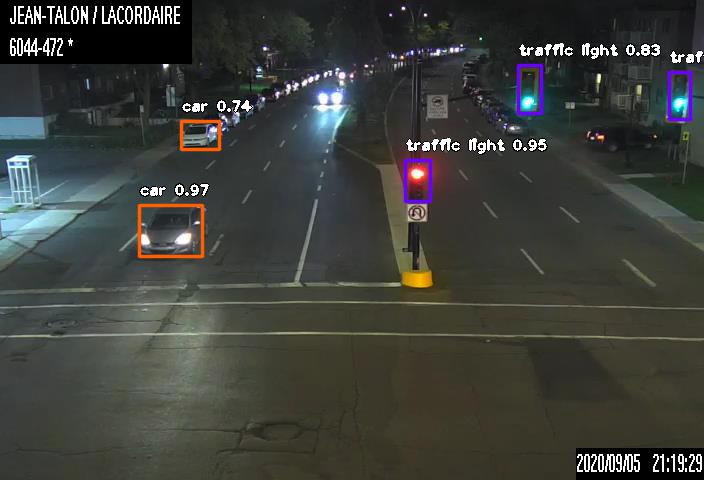 JEAN-TALON / LACORDAIRE
6044-472 *
traffic light 0.83
traf
car 0.74
traffic light 0.95
car 0.97
2020/09/05 21:19:29